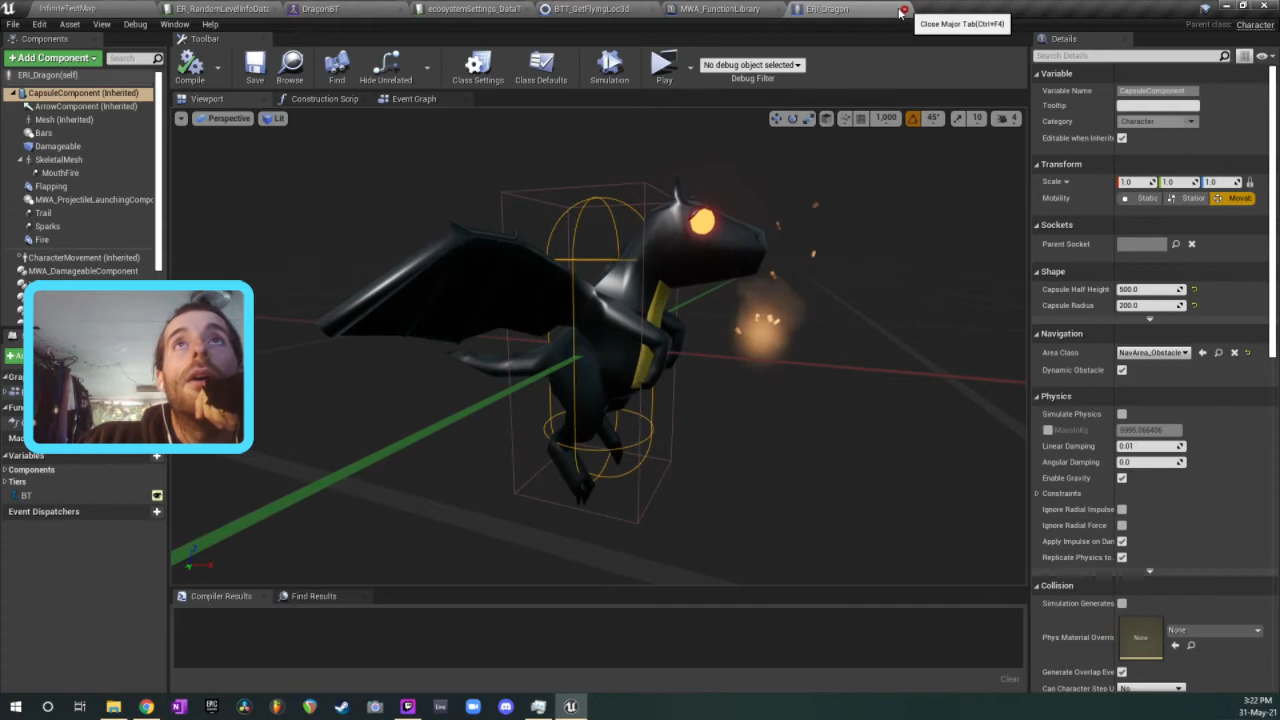 InfiniteTestMap
ER_RandomLevelInfoData
DragonBT
ecosystemSettings_DataT
BTT_GetFlyingLoc3d
MWA_FunctionLibrary
ERI_Dragon
Close Major Tab(Ctrl+F4)
File
Edit
Asset
View
Debug
Window
Help
Parent class: Character
Components
Add Component
Search
ERI_Dragon(self)
CapsuleComponent (Inherited)
ArrowComponent (Inherited)
Mesh (Inherited)
Bars
Damageable
SkeletalMesh
MouthFire
Flapping
MWA_ProjectileLaunchingCompo
Trail
Sparks
Fire
CharacterMovement (Inherited)
MWA_DamageableComponent
Variables
Components
Tiers
BT
Event Dispatchers
Toolbar
Compile
Save
Browse
Find
Hide Unrelated
Class Settings
Class Defaults
Simulation
Play
No debug object selected
Debug Filter
Viewport
Construction Scrip
Event Graph
Perspective
Lit
1,000
45°
10
4
Compiler Results
Find Results
Clear
Details
Search Details
Variable
Variable Name
CapsuleComponent
Tooltip
Category
Character
Editable when Inherite
Transform
Scale
1.0
1.0
1.0
Mobility
Static
Station
Movab
Sockets
Parent Socket
Shape
Capsule Half Height
500.0
Capsule Radius
200.0
Navigation
Area Class
NavArea_Obstacle
Dynamic Obstacle
Physics
Simulate Physics
MassInKg
5995.066406
Linear Damping
0.01
Angular Damping
0.0
Enable Gravity
Constraints
Ignore Radial Impulse
Ignore Radial Force
Apply Impulse on Dam
Replicate Physics to
Collision
Simulation Generates
Phys Material Overri
None
None
Generate Overlap Eve
Can Character Step U
No
3:22 PM
31-May-21